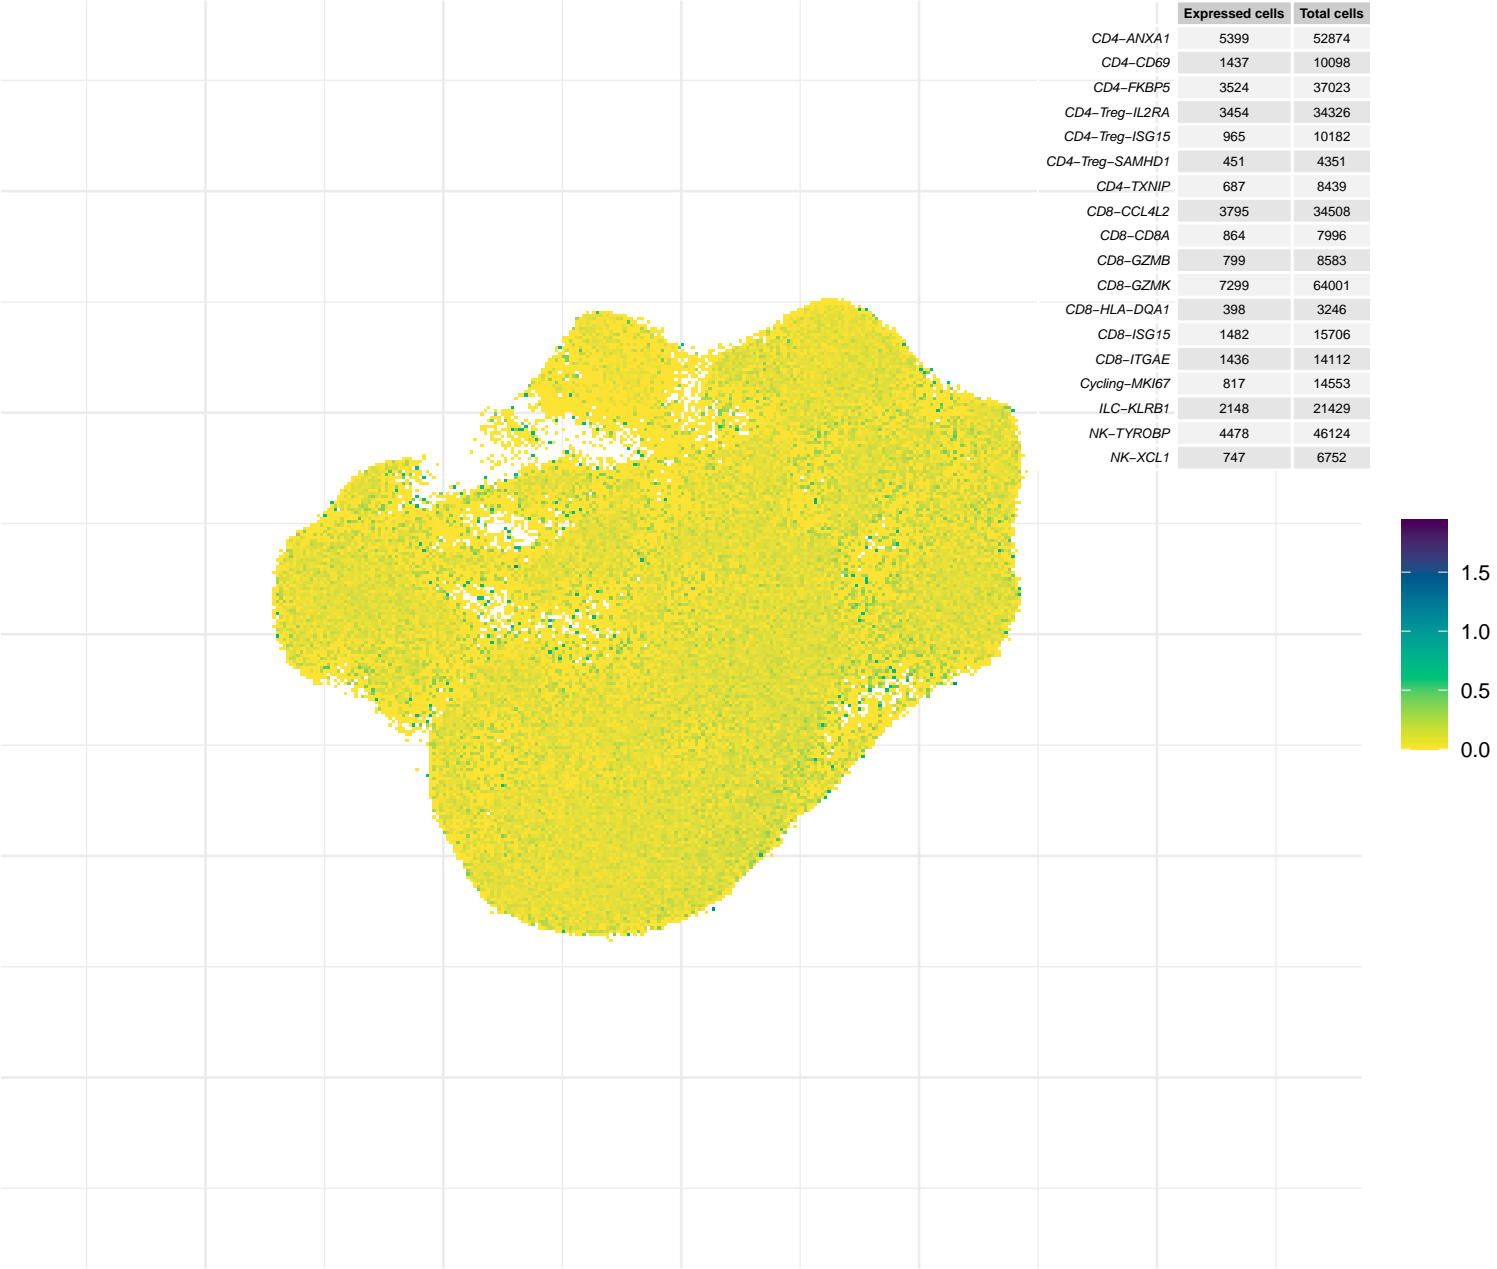 Expressed cells Total cells
CD4−ANXA1 5399 52874
CD4−CD69 1437 10098
CD4−FKBP5 3524 37023
CD4−Treg−IL2RA 3454 34326
CD4−Treg−ISG15 965 10182
CD4−Treg−SAMHD1 451 4351
CD4−TXNIP 687 8439
CD8−CCL4L2 3795 34508
CD8−CD8A 864 7996
CD8−GZMB 799 8583
CD8−GZMK 7299 64001
CD8−HLA−DQA1 398 3246
CD8−ISG15 1482 15706
CD8−ITGAE 1436 14112
Cycling−MKI67 817 14553
ILC−KLRB1 2148 21429
NK−TYROBP 4478 46124
NK−XCL1 747 6752
1.5
1.0
0.5
0.0